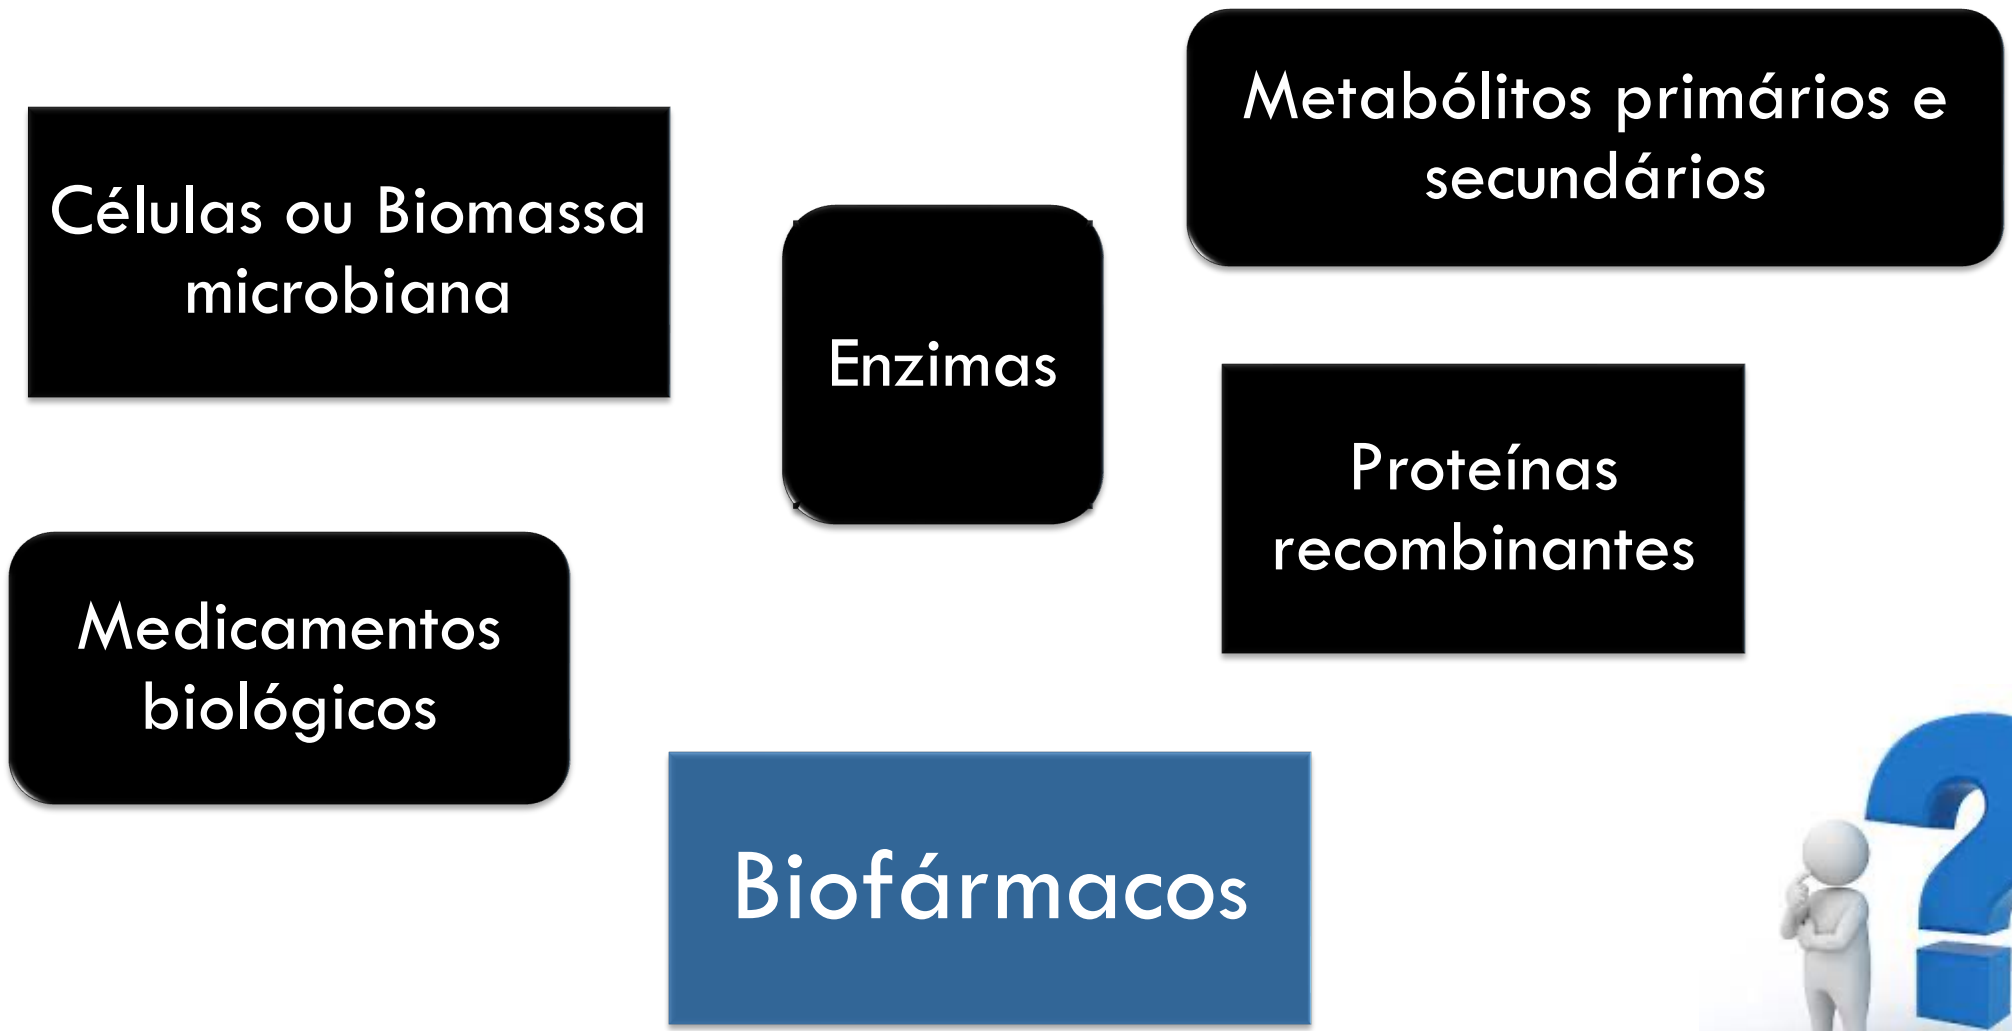 Metabólitos primários e
secundários
Células ou Biomassa
microbiana
Enzimas
Proteínas
recombinantes
Medicamentos
biológicos
Biofármacos